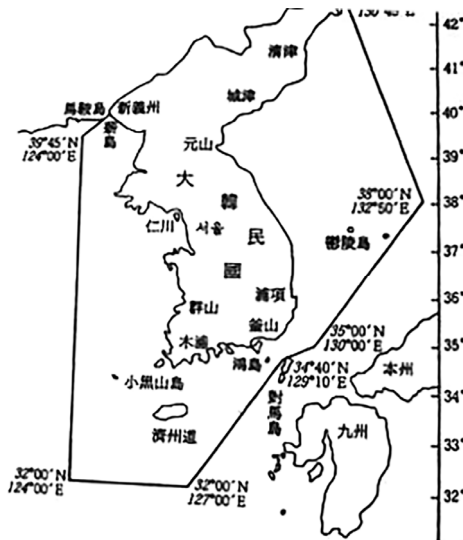 42°
清津
41°
城津
馬鞍島
新義州
40°
新島
元山
39°45′N
124°00′E
39°
大韓民國
38°00′N
132°50′E
38°
仁川
서울
鬱陵島
37°
浦項
36°
群山
釜山
35°00′N
130°00′E
35°
木浦
鴻島
34°40′N
129°10′E
本州
小黑山島
34°
對馬島
濟州道
九州
33°
32°00′N
124°00′E
32°00′N
127°00′E
32°